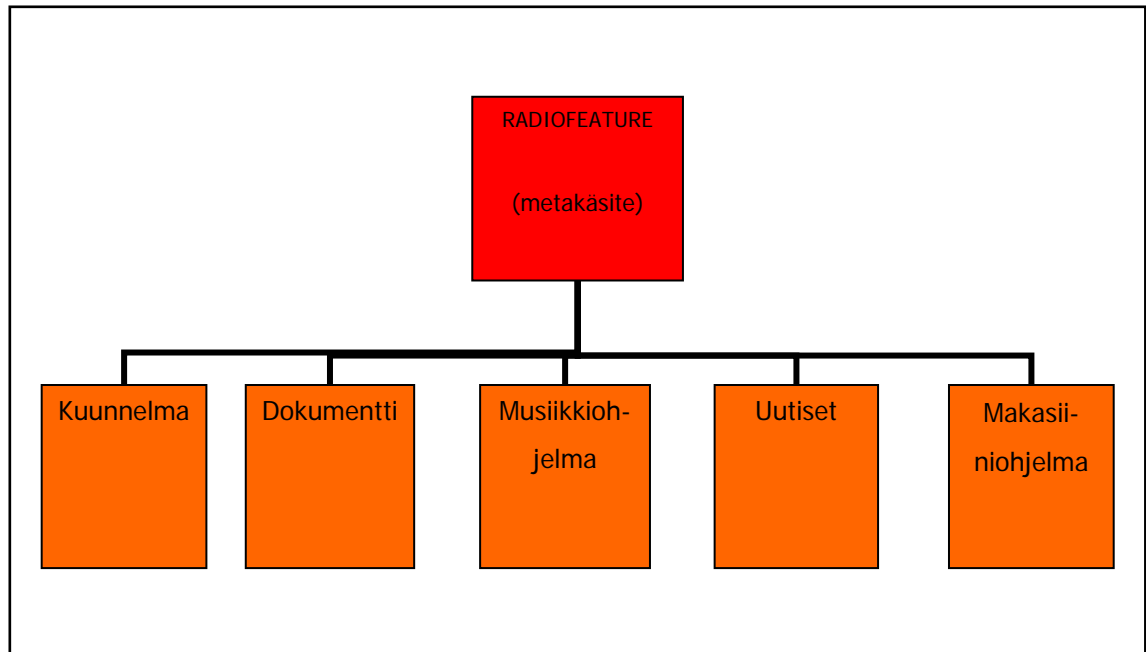 RADIOFEATURE
(metakäsite)
Kuunnelma
Dokumentti
Musiikkioh-
jelma
Uutiset
Makasii-
niohjelma